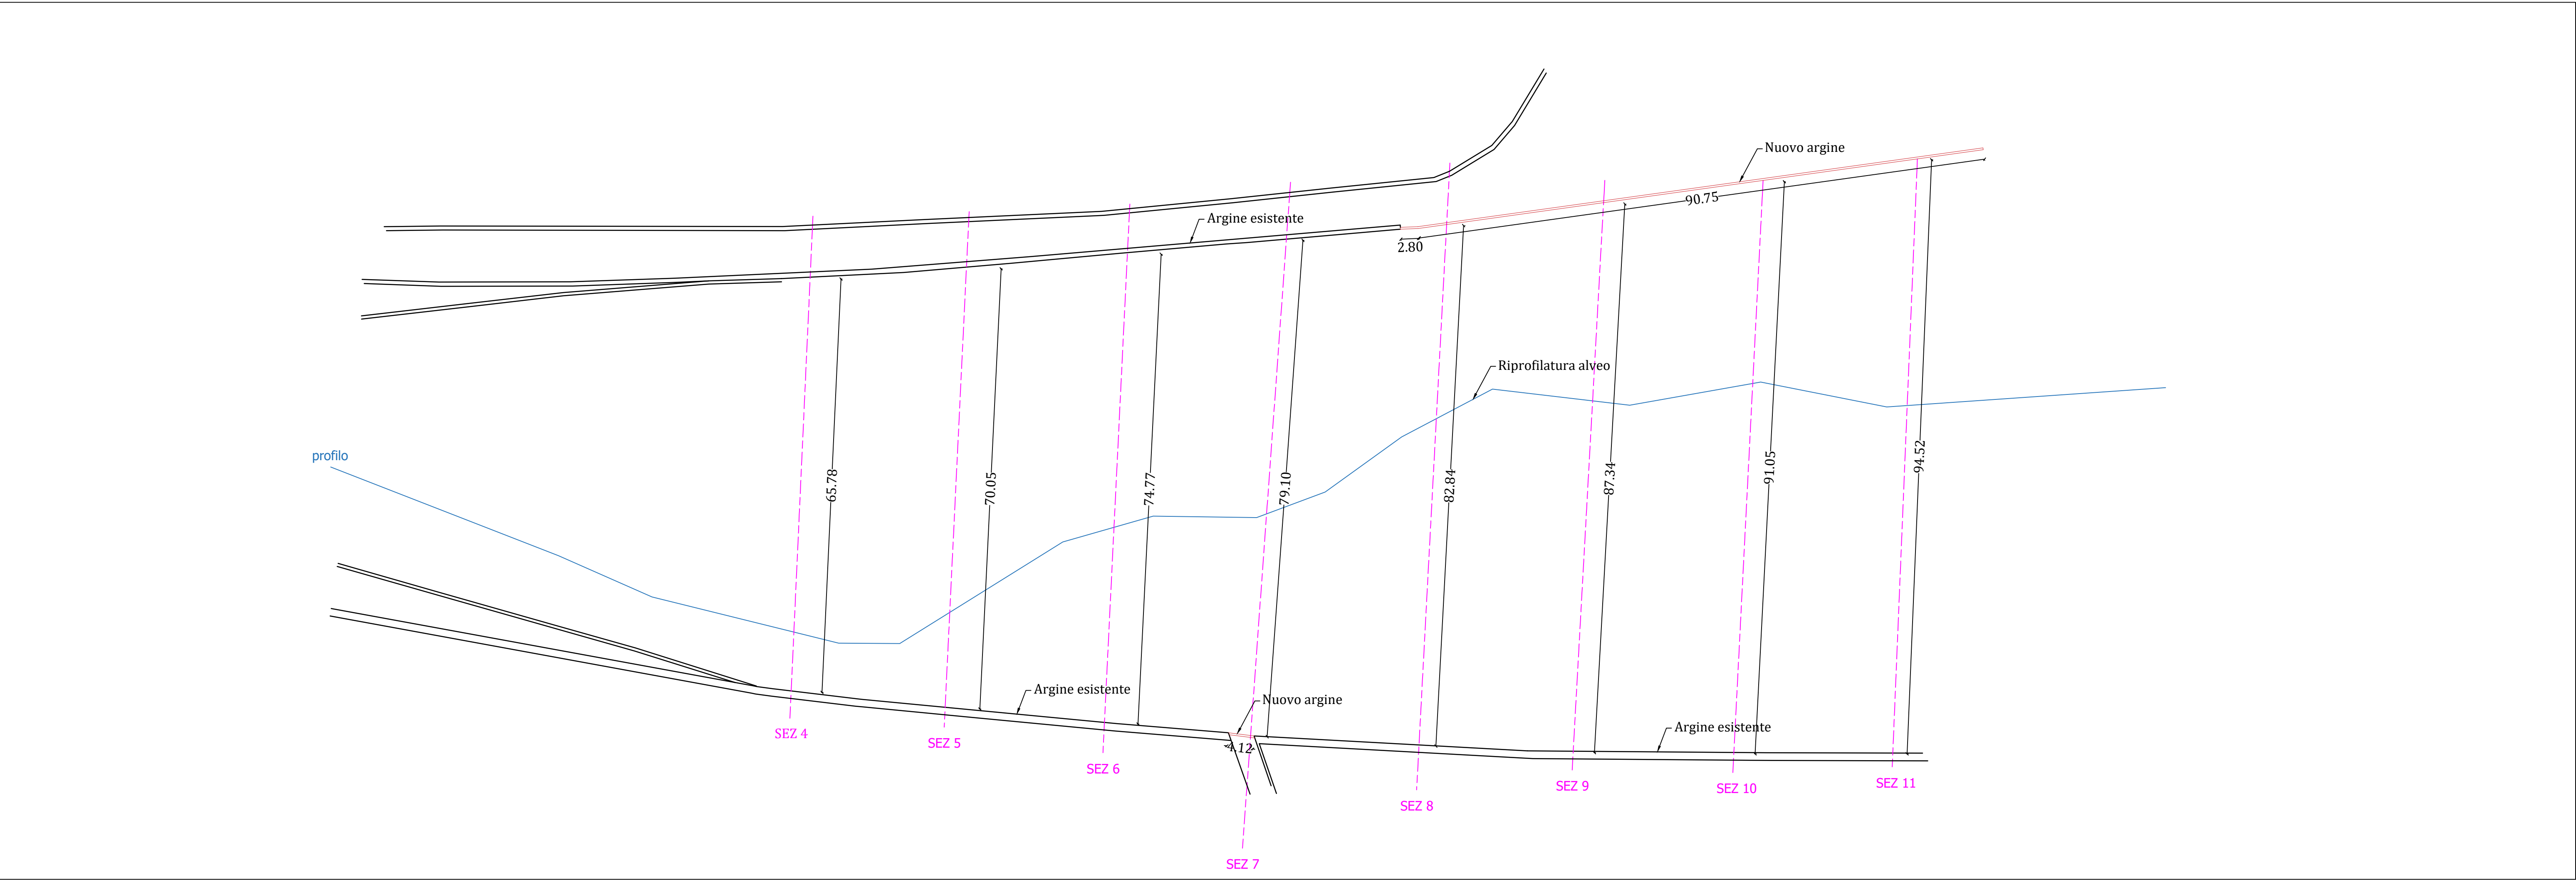 Nuovo argine
90.75
Argine esistente
2.80
Riprofilatura alveo
profilo
65.78
70.05
74.77
79.10
82.84
87.34
91.05
94.52
Argine esistente
Nuovo argine
Argine esistente
4.12
SEZ 4
SEZ 5
SEZ 6
SEZ 7
SEZ 8
SEZ 9
SEZ 10
SEZ 11